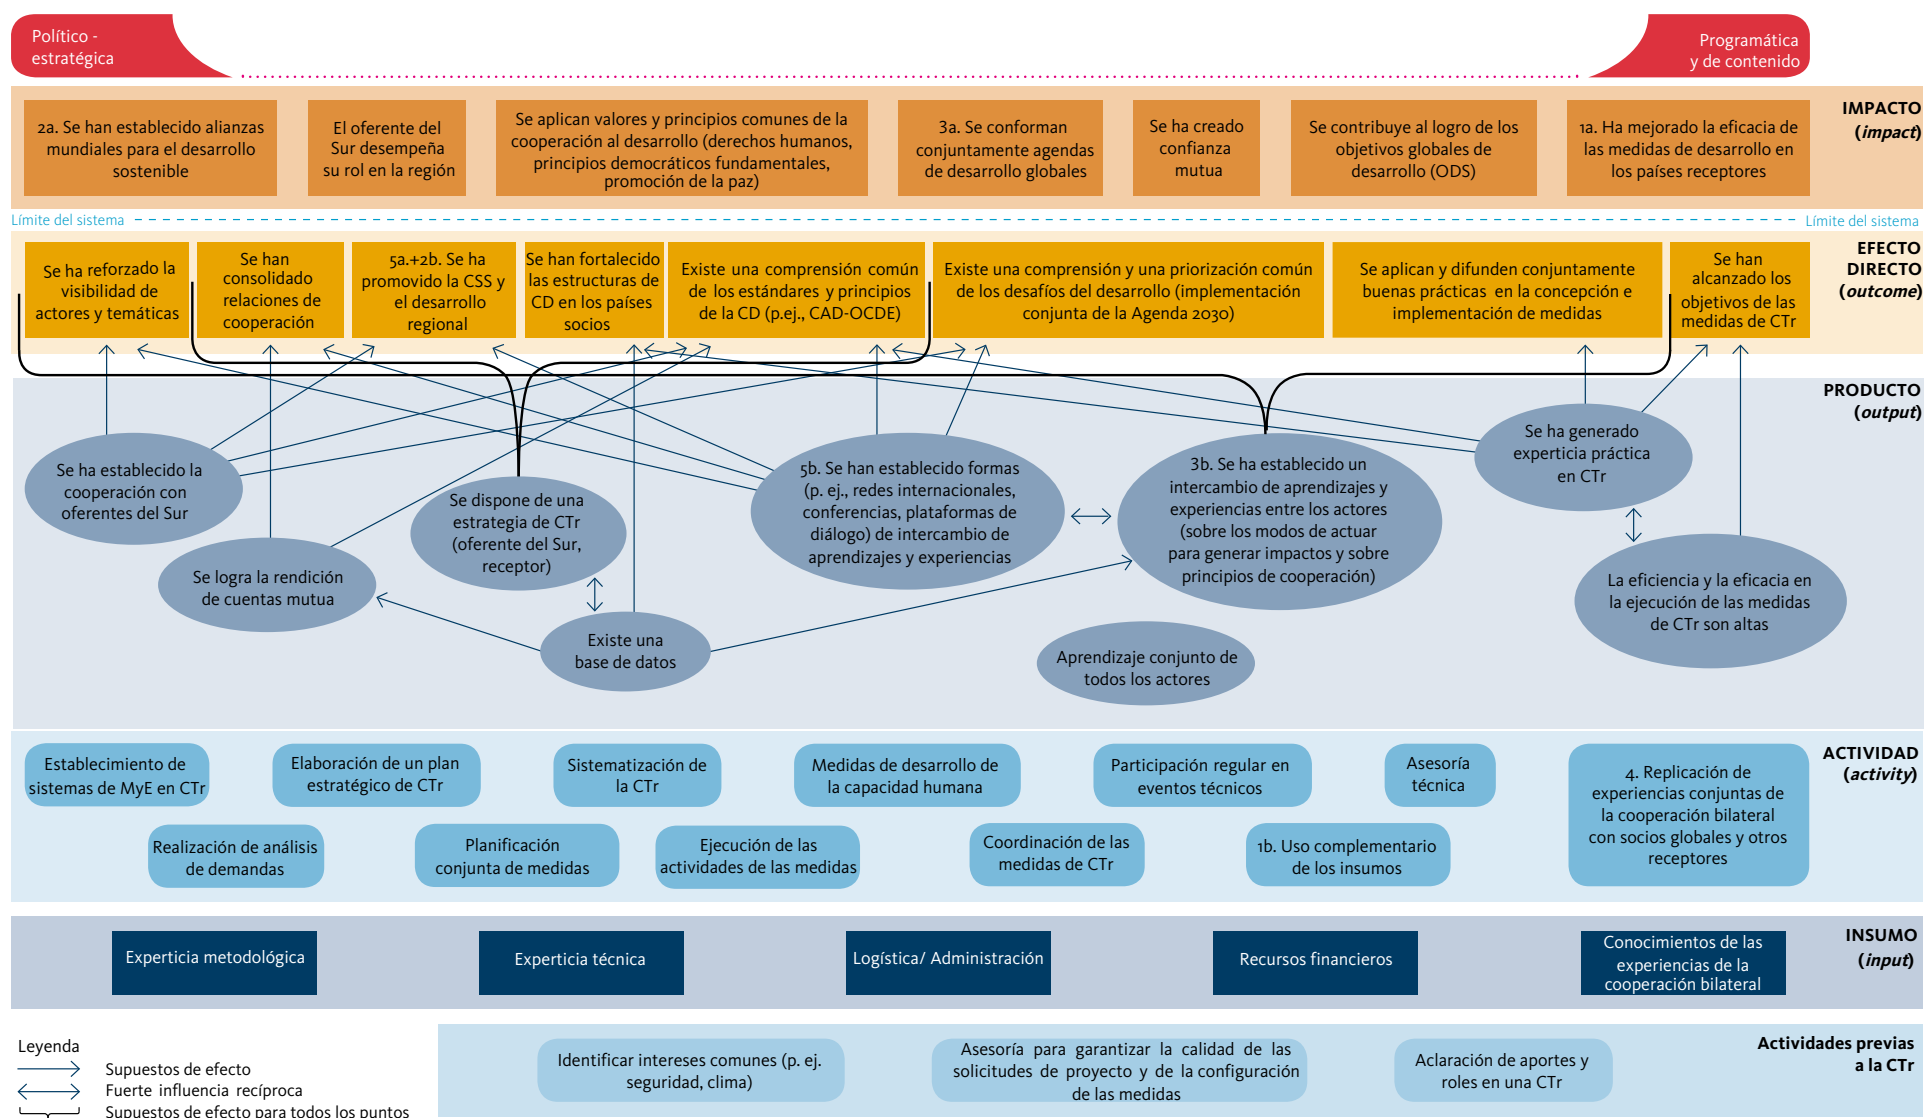 Político -
estratégica
Programática
y de contenido
IMPACTO
(impact)
2a. Se han establecido alianzas
mundiales para el desarrollo
sostenible
El oferente del
Sur desempeña
su rol en la región
Se aplican valores y principios comunes de la
cooperación al desarrollo (derechos humanos,
principios democráticos fundamentales,
promoción de la paz)
3a. Se conforman
conjuntamente agendas
de desarrollo globales
Se ha creado
confianza
mutua
Se contribuye al logro de los
objetivos globales de
desarrollo (ODS)
1a. Ha mejorado la eficacia de
las medidas de desarrollo en
los países receptores
Límite del sistema
Límite del sistema
EFECTO
DIRECTO
(outcome)
Se ha reforzado la
visibilidad de
actores y temáticas
Se han
consolidado
relaciones de
cooperación
5a.+2b. Se ha
promovido la CSS y
el desarrollo
regional
Se han fortalecido
las estructuras de
CD en los países
socios
Existe una comprensión común
de los estándares y principios
de la CD (p.ej., CAD-OCDE)
Existe una comprensión y una priorización común
de los desafíos del desarrollo (implementación
conjunta de la Agenda 2030)
Se aplican y difunden conjuntamente
buenas prácticas en la concepción e
implementación de medidas
Se han
alcanzado los
objetivos de las
medidas de CTr
PRODUCTO
(output)
Se ha establecido la
cooperación con
oferentes del Sur
Se logra la rendición
de cuentas mutua
Se dispone de una
estrategia de CTr
(oferente del Sur,
receptor)
Existe una
base de datos
5b. Se han establecido formas
(p. ej., redes internacionales,
conferencias, plataformas de
diálogo) de intercambio de
aprendizajes y experiencias
3b. Se ha establecido un
intercambio de aprendizajes y
experiencias entre los actores
(sobre los modos de actuar
para generar impactos y sobre
principios de cooperación)
Aprendizaje conjunto de
todos los actores
Se ha generado
experticia práctica
en CTr
La eficiencia y la eficacia en
la ejecución de las medidas
de CTr son altas
ACTIVIDAD
(activity)
Establecimiento de
sistemas de MyE en CTr
Elaboración de un plan
estratégico de CTr
Sistematización de
la CTr
Medidas de desarrollo de
la capacidad humana
Participación regular en
eventos técnicos
Asesoría
técnica
4. Replicación de
experiencias conjuntas de
la cooperación bilateral
con socios globales y otros
receptores
Realización de análisis
de demandas
Planificación
conjunta de medidas
Ejecución de las
actividades de las medidas
Coordinación de las
medidas de CTr
1b. Uso complementario
de los insumos
INSUMO
(input)
Experticia metodológica
Experticia técnica
Logística/ Administración
Recursos financieros
Conocimientos de las
experiencias de la
cooperación bilateral
Actividades previas
a la CTr
Identificar intereses comunes (p. ej.
seguridad, clima)
Asesoría para garantizar la calidad de las
solicitudes de proyecto y de la configuración
de las medidas
Aclaración de aportes y
roles en una CTr
Leyenda
Supuestos de efecto
Fuerte influencia recíproca
Supuestos de efecto para todos los puntos